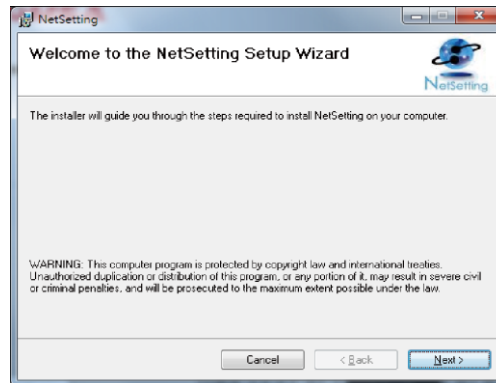 NetSetting
Welcome to the NetSetting Setup Wizard
NetSetting
The installer will guide you through the steps required to install NetSetting on your computer.
WARNING: This computer program is protected by copyright law and international treaties.
Unauthorized duplication or distribution of this program, or any portion of it, may result in severe civil
or criminal penalties, and will be prosecuted to the maximum extent possible under the law.
Cancel
< Back
Next >